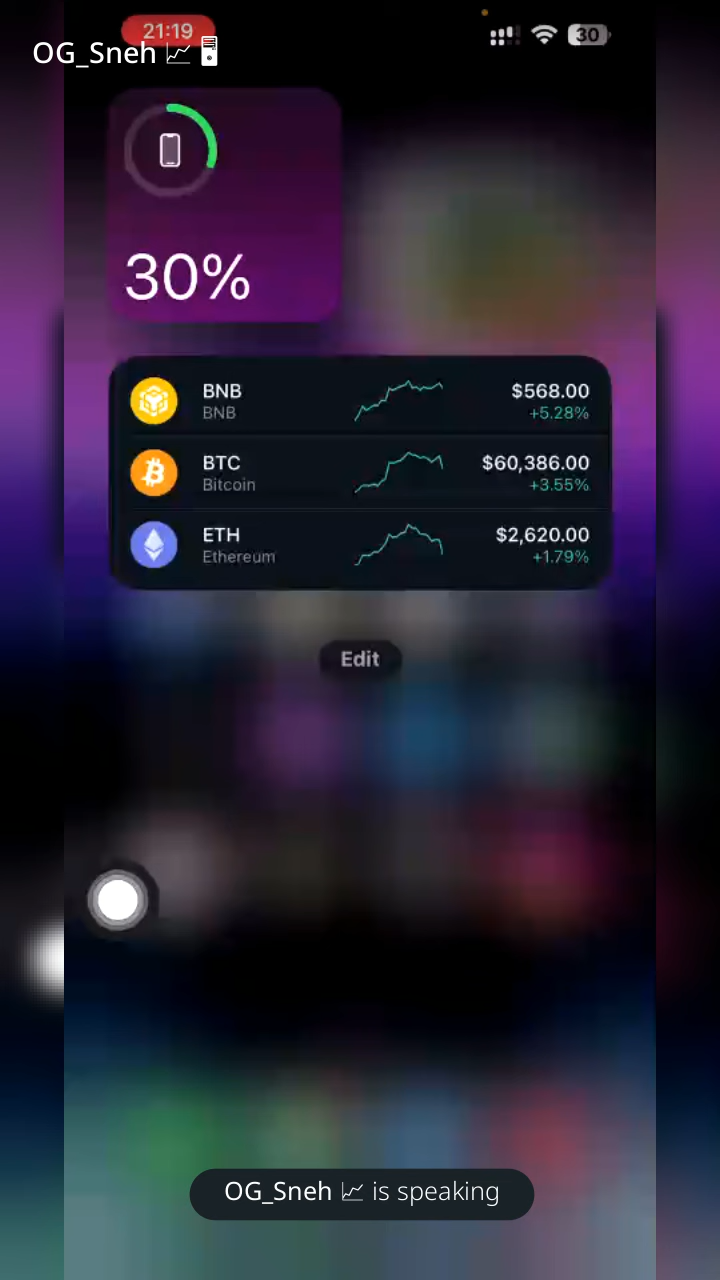 21:19
30
OG_Sneh
30%
BNB
$568.00
BNB
+5.28%
BTC
$60,386.00
Bitcoin
+3.55%
ETH
$2,620.00
Ethereum
+1.79%
Edit
OG_Sneh is speaking